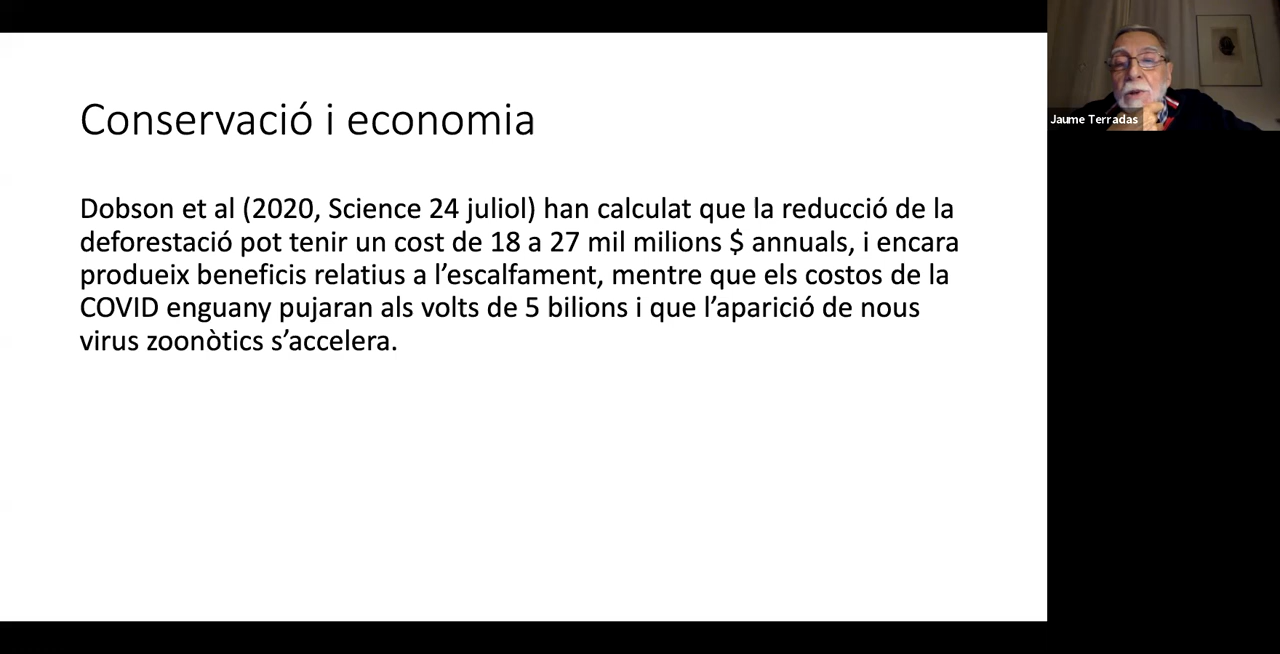 Conservació i economia
Dobson et al (2020, Science 24 juliol) han calculat que la reducció de la
deforestació pot tenir un cost de 18 a 27 mil milions $ annuals, i encara
produeix beneficis relatius a l’escalfament, mentre que els costos de la
COVID enguany pujaran als volts de 5 bilions i que l’aparició de nous
virus zoonòtics s’accelera.
Jaume Terradas